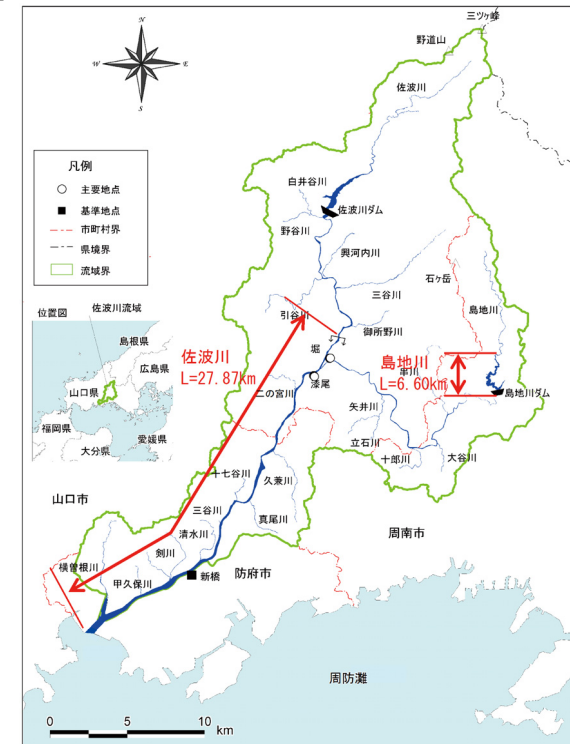 三ツヶ峰
野道山
N
W
E
S
佐波川
凡例
主要地点
基準地点
市町村界
県境界
流域界
白井谷川
佐波川ダム
野谷川
興河内川
石ヶ岳
三谷川
島地川
引谷川
御所野川
位置図
佐波川流域
島根県
広島県
山口県
福岡県
愛媛県
大分県
佐波川
L=27.87km
堀
串川
島地川
L=6.60km
島地川ダム
漆尾
二の宮川
矢井川
立石川
十郎川
大谷川
十七谷川
久兼川
山口市
三谷川
真尾川
清水川
周南市
剣川
横曽根川
新橋
防府市
甲久保川
周防灘
0
5
10
km